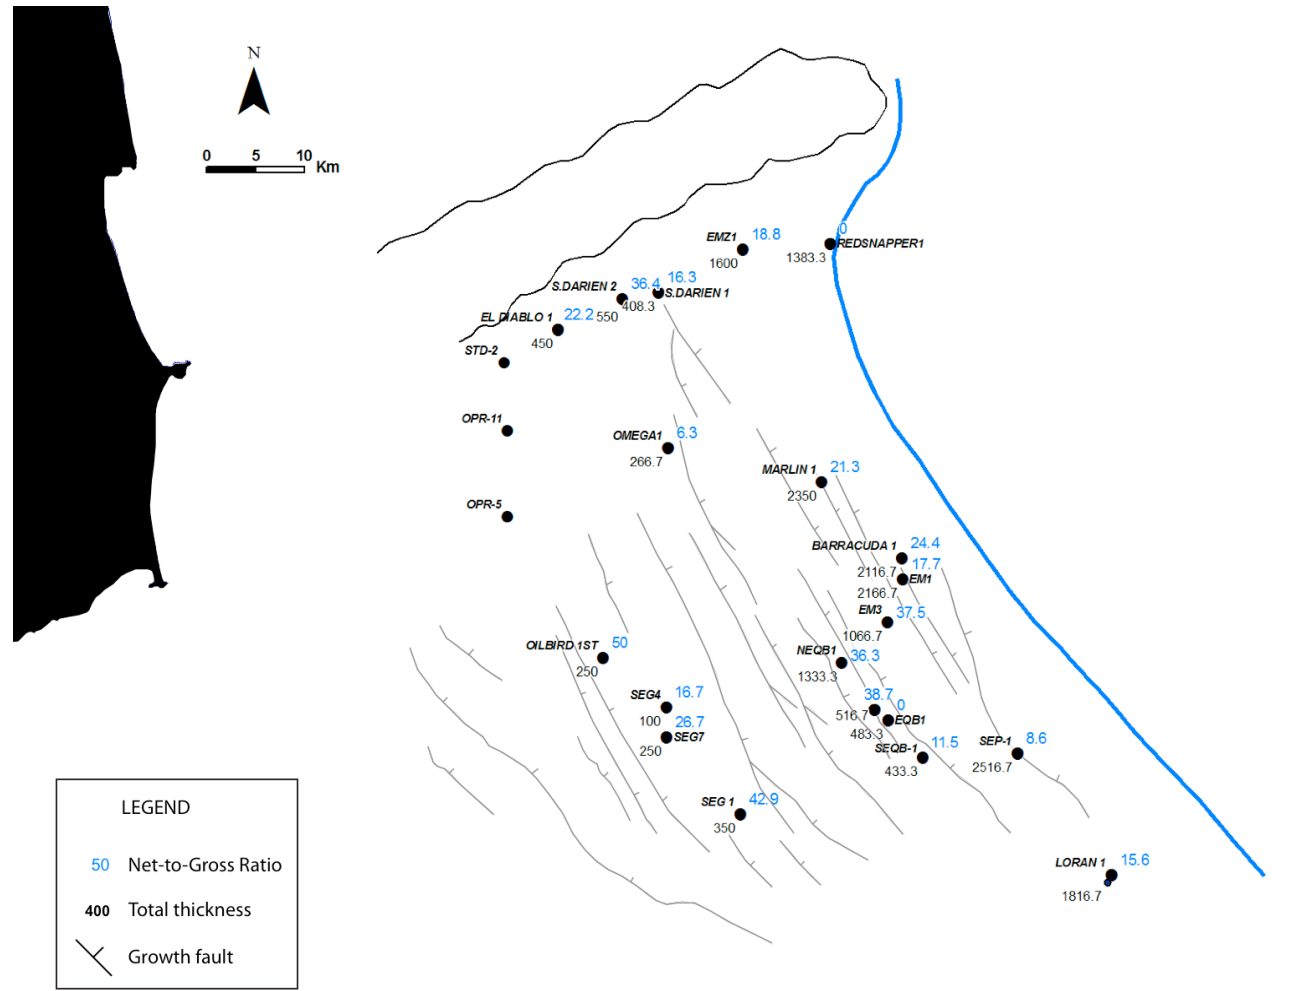 N
0 5 10
Km
EMZ1 18.8
1600
0
REDSNAPPER1
1383.3
S.DARIEN 2 36.4
550
16.3
S.DARIEN 1
408.3
EL DIABLO 1 22.2
450
STD-2
OPR-11
OMEGA1 6.3
266.7
MARLIN 1 21.3
2350
OPR-5
BARRACUDA 1 24.4
2116.7
17.7
EM1
2166.7
EM3 37.5
1066.7
OILBIRD 1ST 50
250
NEQB1 36.3
1333.3
SEG4 16.7
100
26.7
SEG7
250
38.7
516.7
0
EQB1
483.3
SEQB-1 11.5
433.3
SEP-1 8.6
2516.7
SEG 1 42.9
350
LORAN 1 15.6
1816.7
LEGEND
50 Net-to-Gross Ratio
400 Total thickness
Growth fault